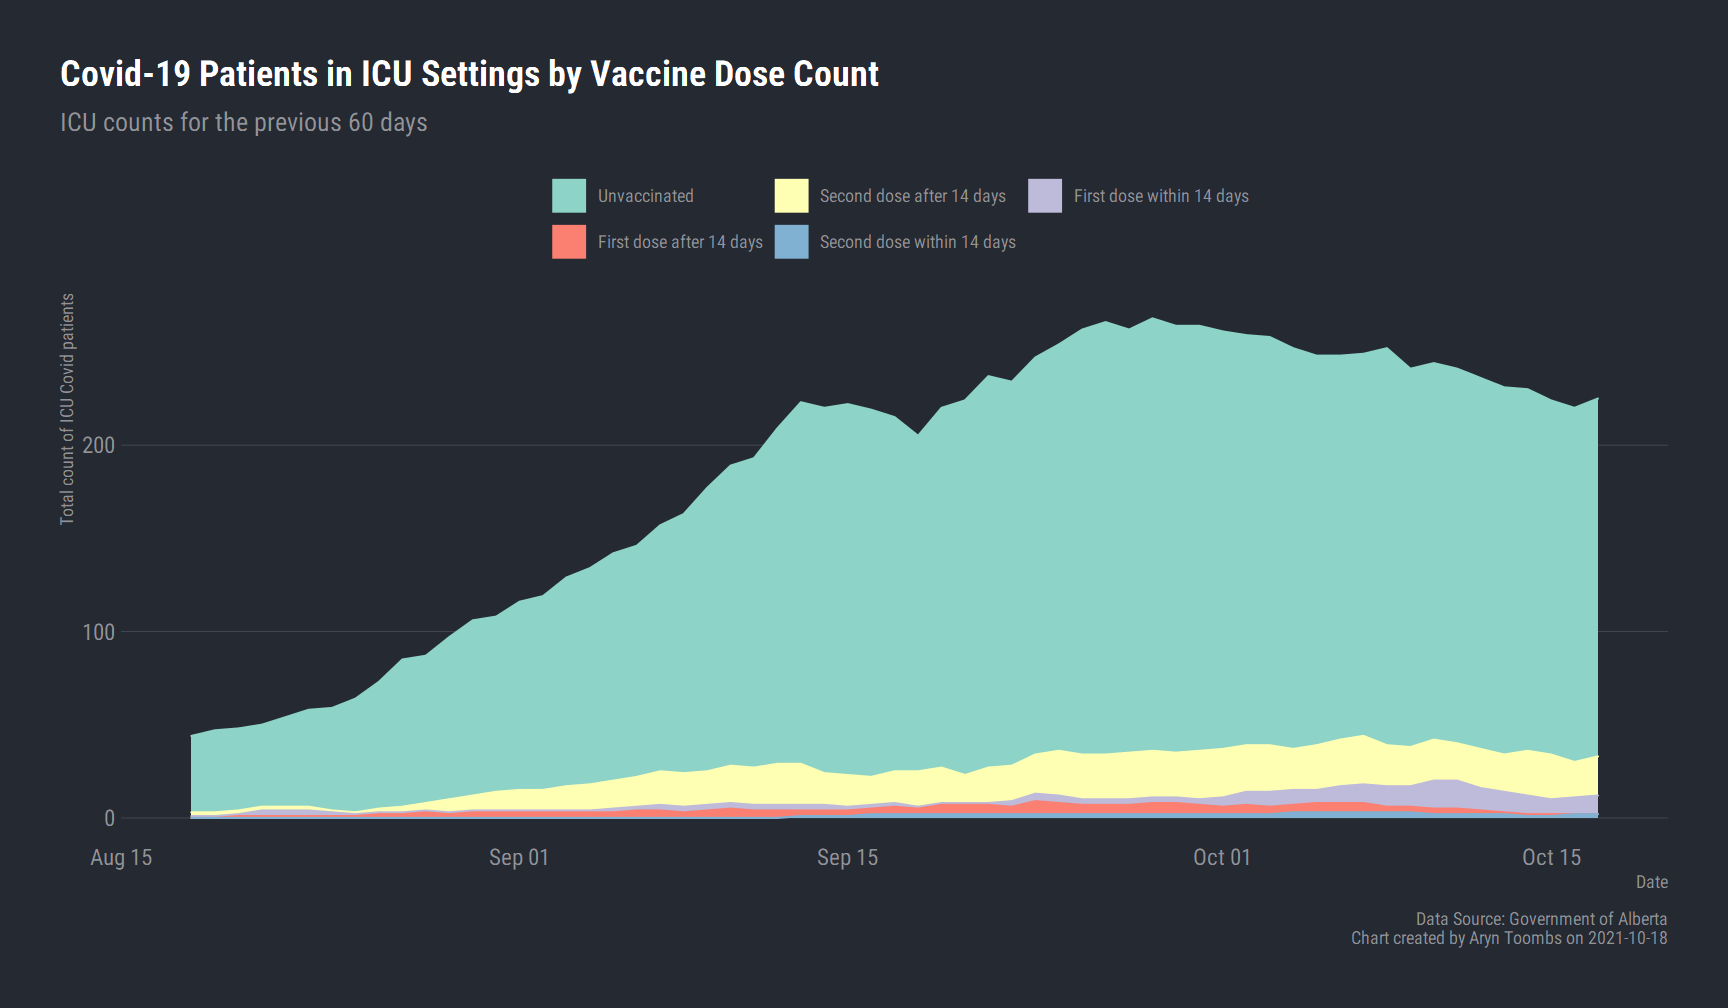 Covid-19 Patients in ICU Settings by Vaccine Dose Count
ICU counts for the previous 60 days
Unvaccinated
Second dose after 14 days
First dose within 14 days
First dose after 14 days
Second dose within 14 days
Total count of ICU Covid patients
200
100
0
Aug 15
Sep 01
Sep 15
Oct 01
Oct 15
Date
Data Source: Government of Alberta
Chart created by Aryn Toombs on 2021-10-18